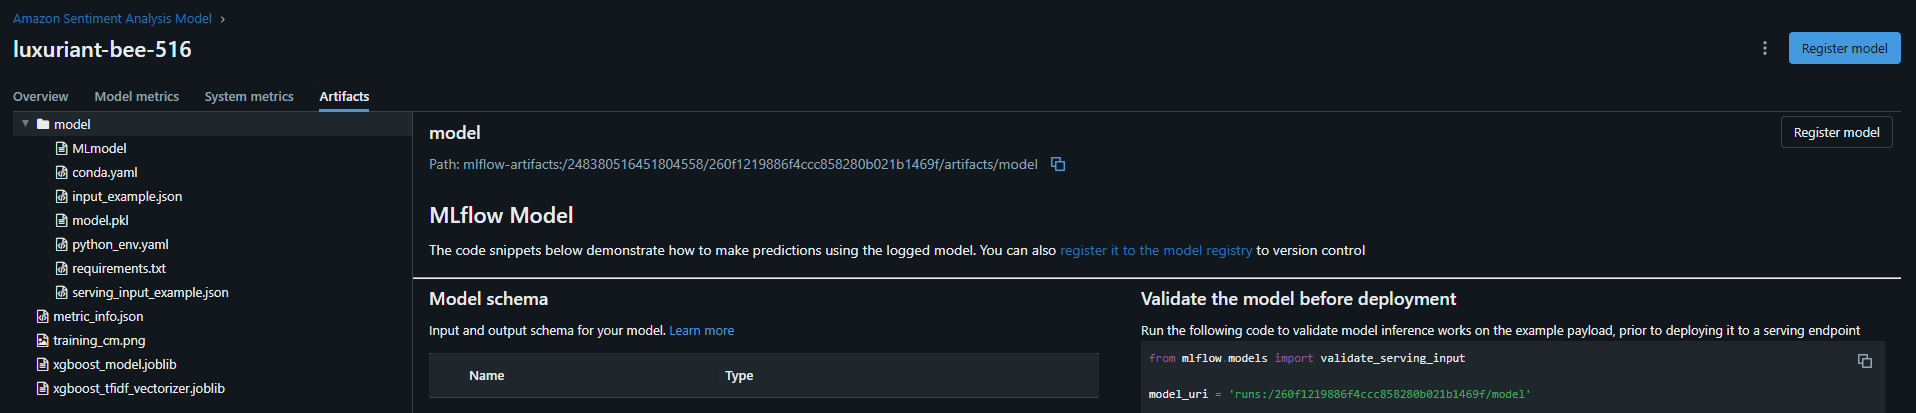 Amazon Sentiment Analysis Model >
luxuriant-bee-516
Register model
Overview Model metrics System metrics Artifacts
model
MLmodel
conda.yaml
input_example.json
model.pkl
python_env.yaml
requirements.txt
serving_input_example.json
metric_info.json
training_cm.png
xgboost_model.joblib
xgboost_tfidf_vectorizer.joblib
model
Register model
Path: mlflow-artifacts:/248380516451804558/260f1219886f4ccc858280b021b1469f/artifacts/model
MLflow Model
The code snippets below demonstrate how to make predictions using the logged model. You can also register it to the model registry to version control
Model schema
Input and output schema for your model. Learn more
Name Type
Validate the model before deployment
Run the following code to validate model inference works on the example payload, prior to deploying it to a serving endpoint
from mlflow.models import validate_serving_input
model_uri = 'runs:/260f1219886f4ccc858280b021b1469f/model'